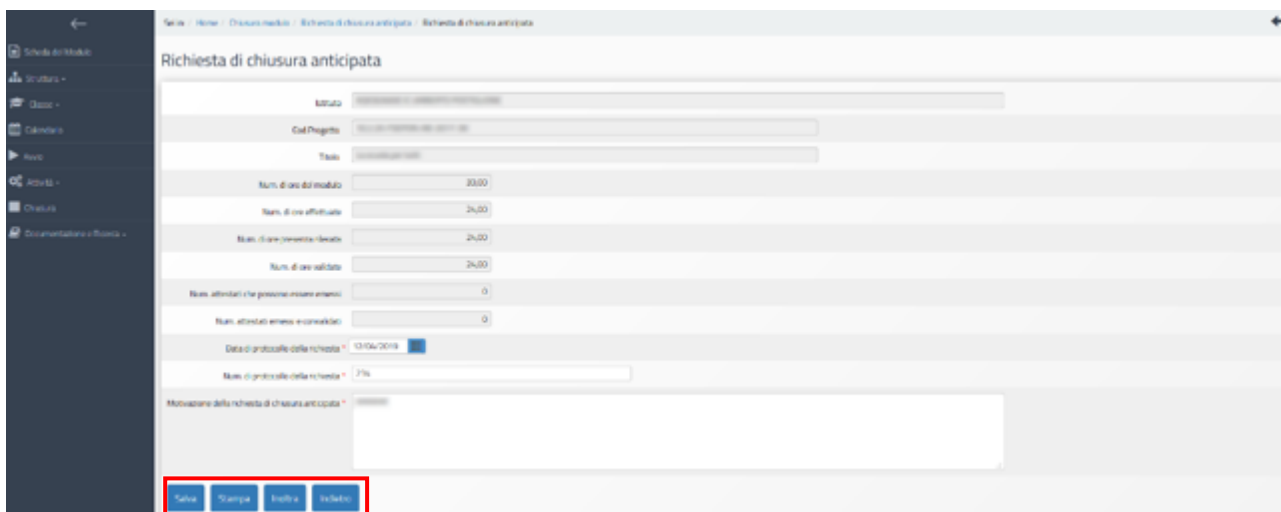 Sei in / Home / Chiusura modulo / Richiesta di chiusura anticipata / Richiesta di chiusura anticipata
Scheda del Modulo
Struttura
Classe
Calendario
Avvio
Attività
Chiusura
Documentazione e Ricerca
Richiesta di chiusura anticipata
Istituto
Cod.Progetto
Titolo
Num. di ore del modulo 30,00
Num. di ore effettuate 24,00
Num. di ore presenza rilevate 24,00
Num. di ore validate 24,00
Num. attestati che possono essere emessi 0
Num. attestati emessi e convalidati 0
Data di protocollo della richiesta *
Num. di protocollo della richiesta *
Motivazione della richiesta di chiusura anticipata *
Salva Stampa Inoltra Indietro